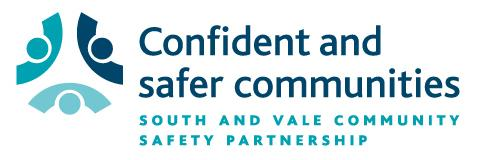 Confident and
safer communities
SOUTH AND VALE COMMUNITY
SAFETY PARTNERSHIP